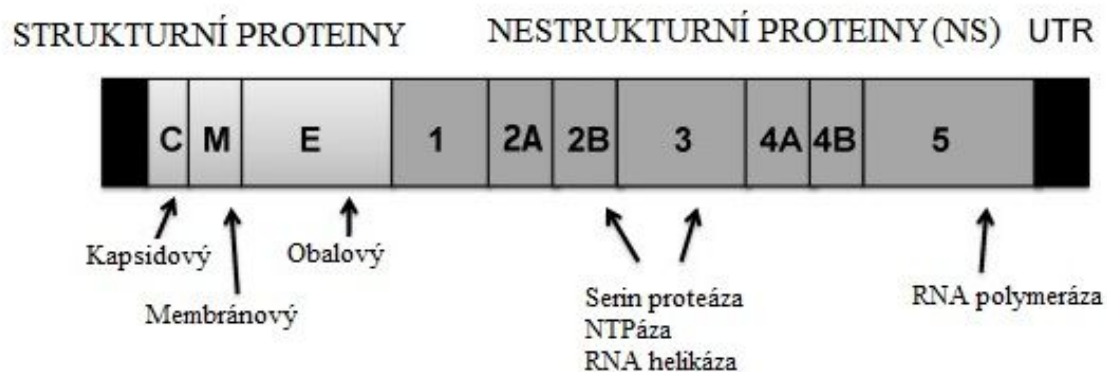 STRUKTURNÍ PROTEINY
NESTRUKTURNÍ PROTEINY (NS)
UTR
C
M
E
1
2A
2B
3
4A
4B
5
Kapsidový
Membránový
Obalový
Serin proteáza
NTPáza
RNA helikáza
RNA polymeráza